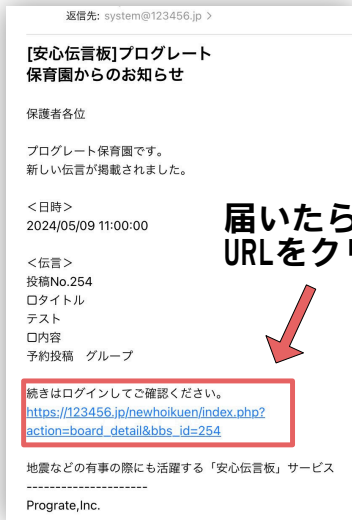 返信先: system@123456.jp >
[安心伝言板]プログレート
保育園からのお知らせ
保護者各位
プログレート保育園です。
新しい伝言が掲載されました。
<日時>
2024/05/09 11:00:00
<伝言>
投稿No.254
ロタイトル
テスト
ロ内容
予約投稿 グループ
届いたら
URLをク
続きはログインしてご確認ください。
https://123456.jp/newhoikuen/index.php?
action=board_detail&bbs_id=254
地震などの有事の際にも活躍する「安心伝言板」サービス
---------------------
Prograte,Inc.